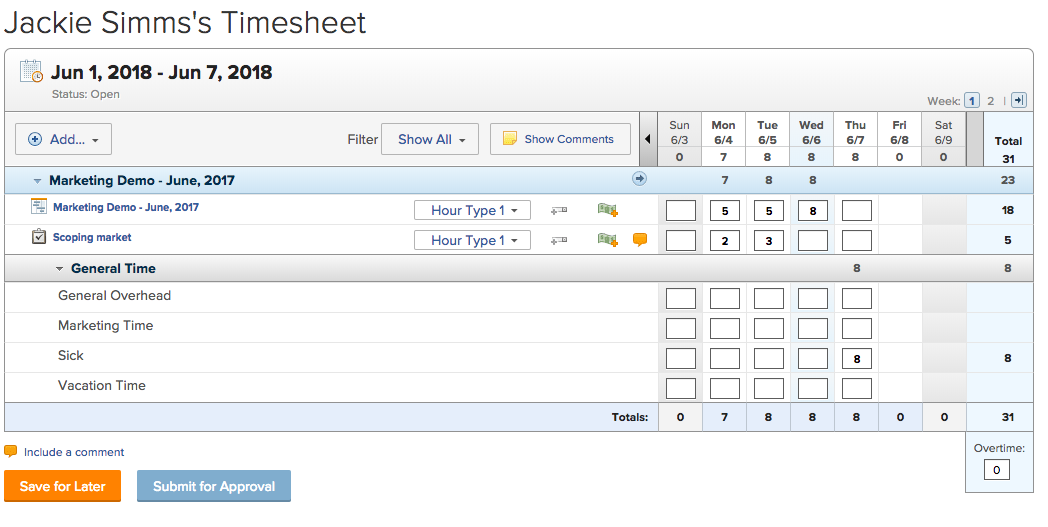 Jackie Simms's Timesheet
Jun 1, 2018 - Jun 7, 2018
Status: Open
Week: 1 2
Add... Filter Show All Show Comments
Sun Mon Tue Wed Thu Fri Sat
6/3 6/4 6/5 6/6 6/7 6/8 6/9 Total
0 7 8 8 8 0 0 31
Marketing Demo - June, 2017 7 8 8 23
Marketing Demo - June, 2017 Hour Type 1 5 5 8 18
Scoping market Hour Type 1 2 3 5
General Time 8 8
General Overhead
Marketing Time
Sick 8 8
Vacation Time
Totals: 0 7 8 8 8 0 0 31
Include a comment
Overtime:
0
Save for Later Submit for Approval